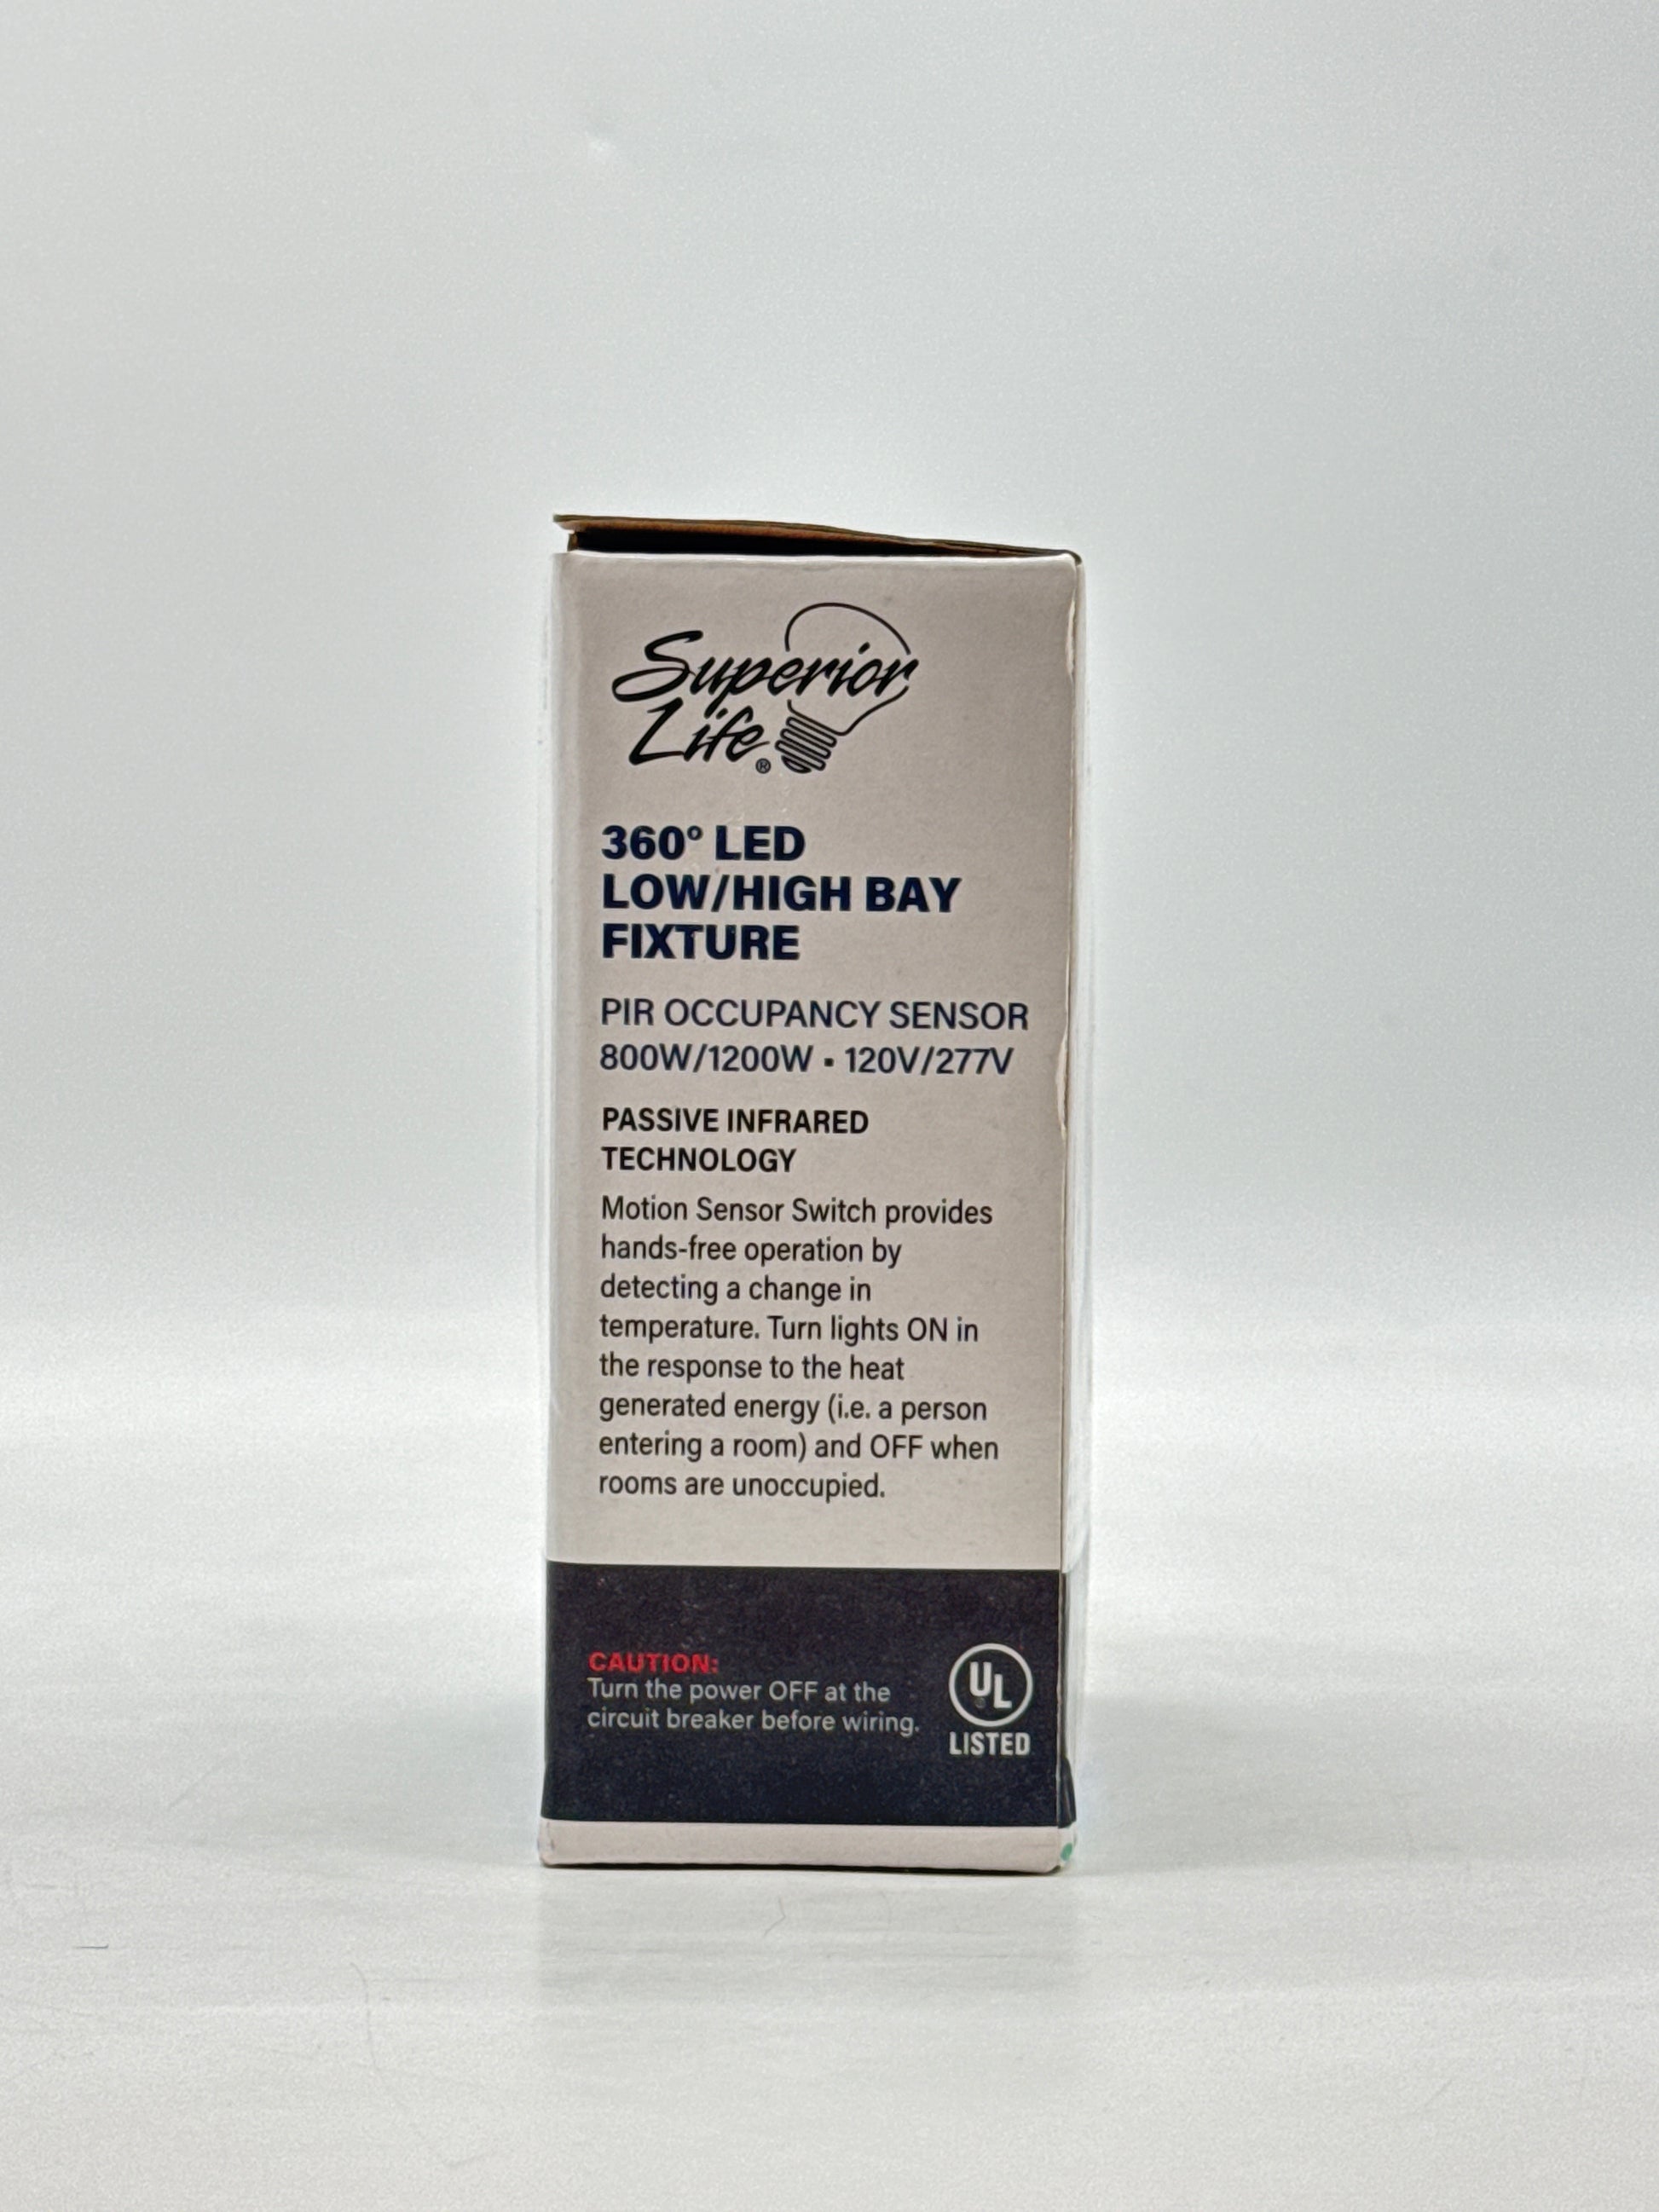 Superior
Life®
360° LED
LOW/HIGH BAY
FIXTURE
PIR OCCUPANCY SENSOR
800W/1200W ▪ 120V/277V
PASSIVE INFRARED
TECHNOLOGY
Motion Sensor Switch provides
hands-free operation by
detecting a change in
temperature. Turn lights ON in
the response to the heat
generated energy (i.e. a person
entering a room) and OFF when
rooms are unoccupied.
CAUTION:
Turn the power OFF at the
circuit breaker before wiring.
UL
LISTED